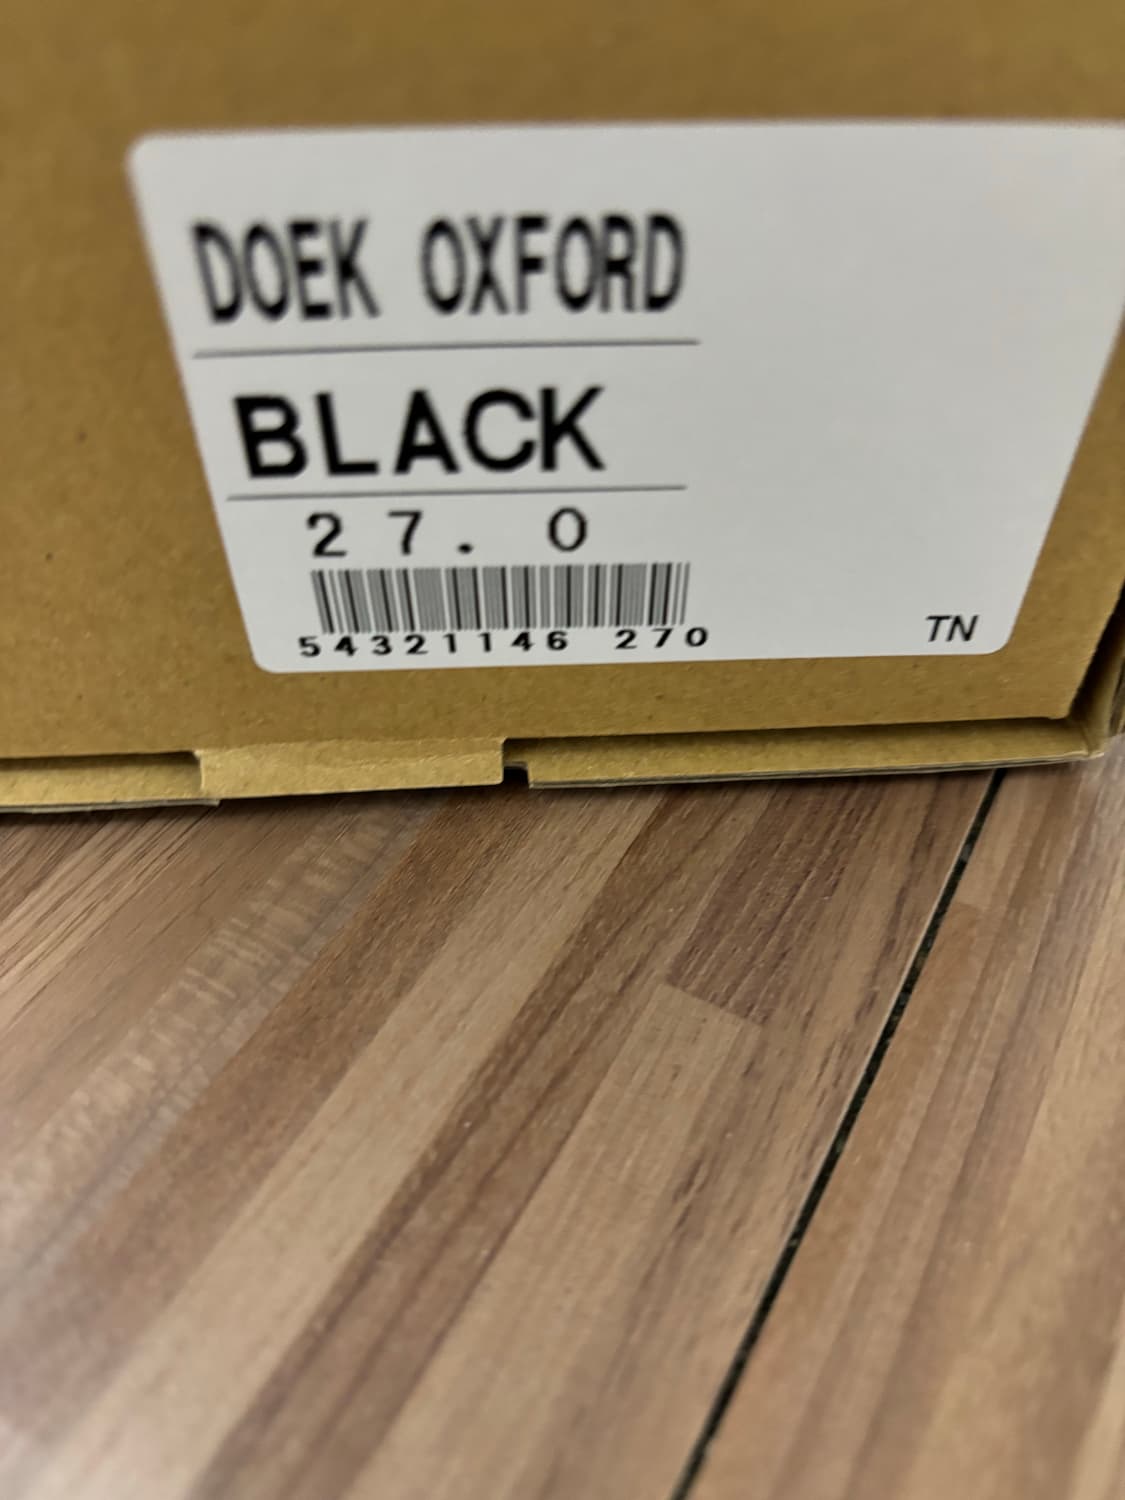 DOEK OXFORD
BLACK
27.0
54321146 270
TN